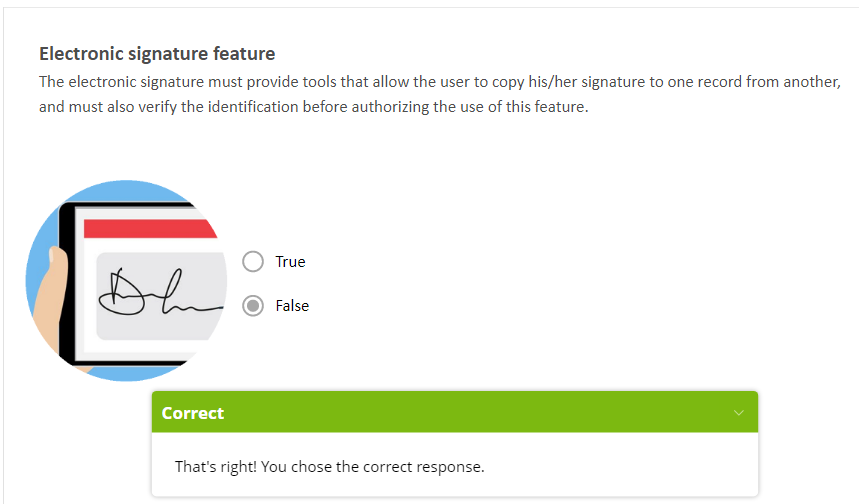 Electronic signature feature
The electronic signature must provide tools that allow the user to copy his/her signature to one record from another,
and must also verify the identification before authorizing the use of this feature.
True
False
Correct
That's right! You chose the correct response.